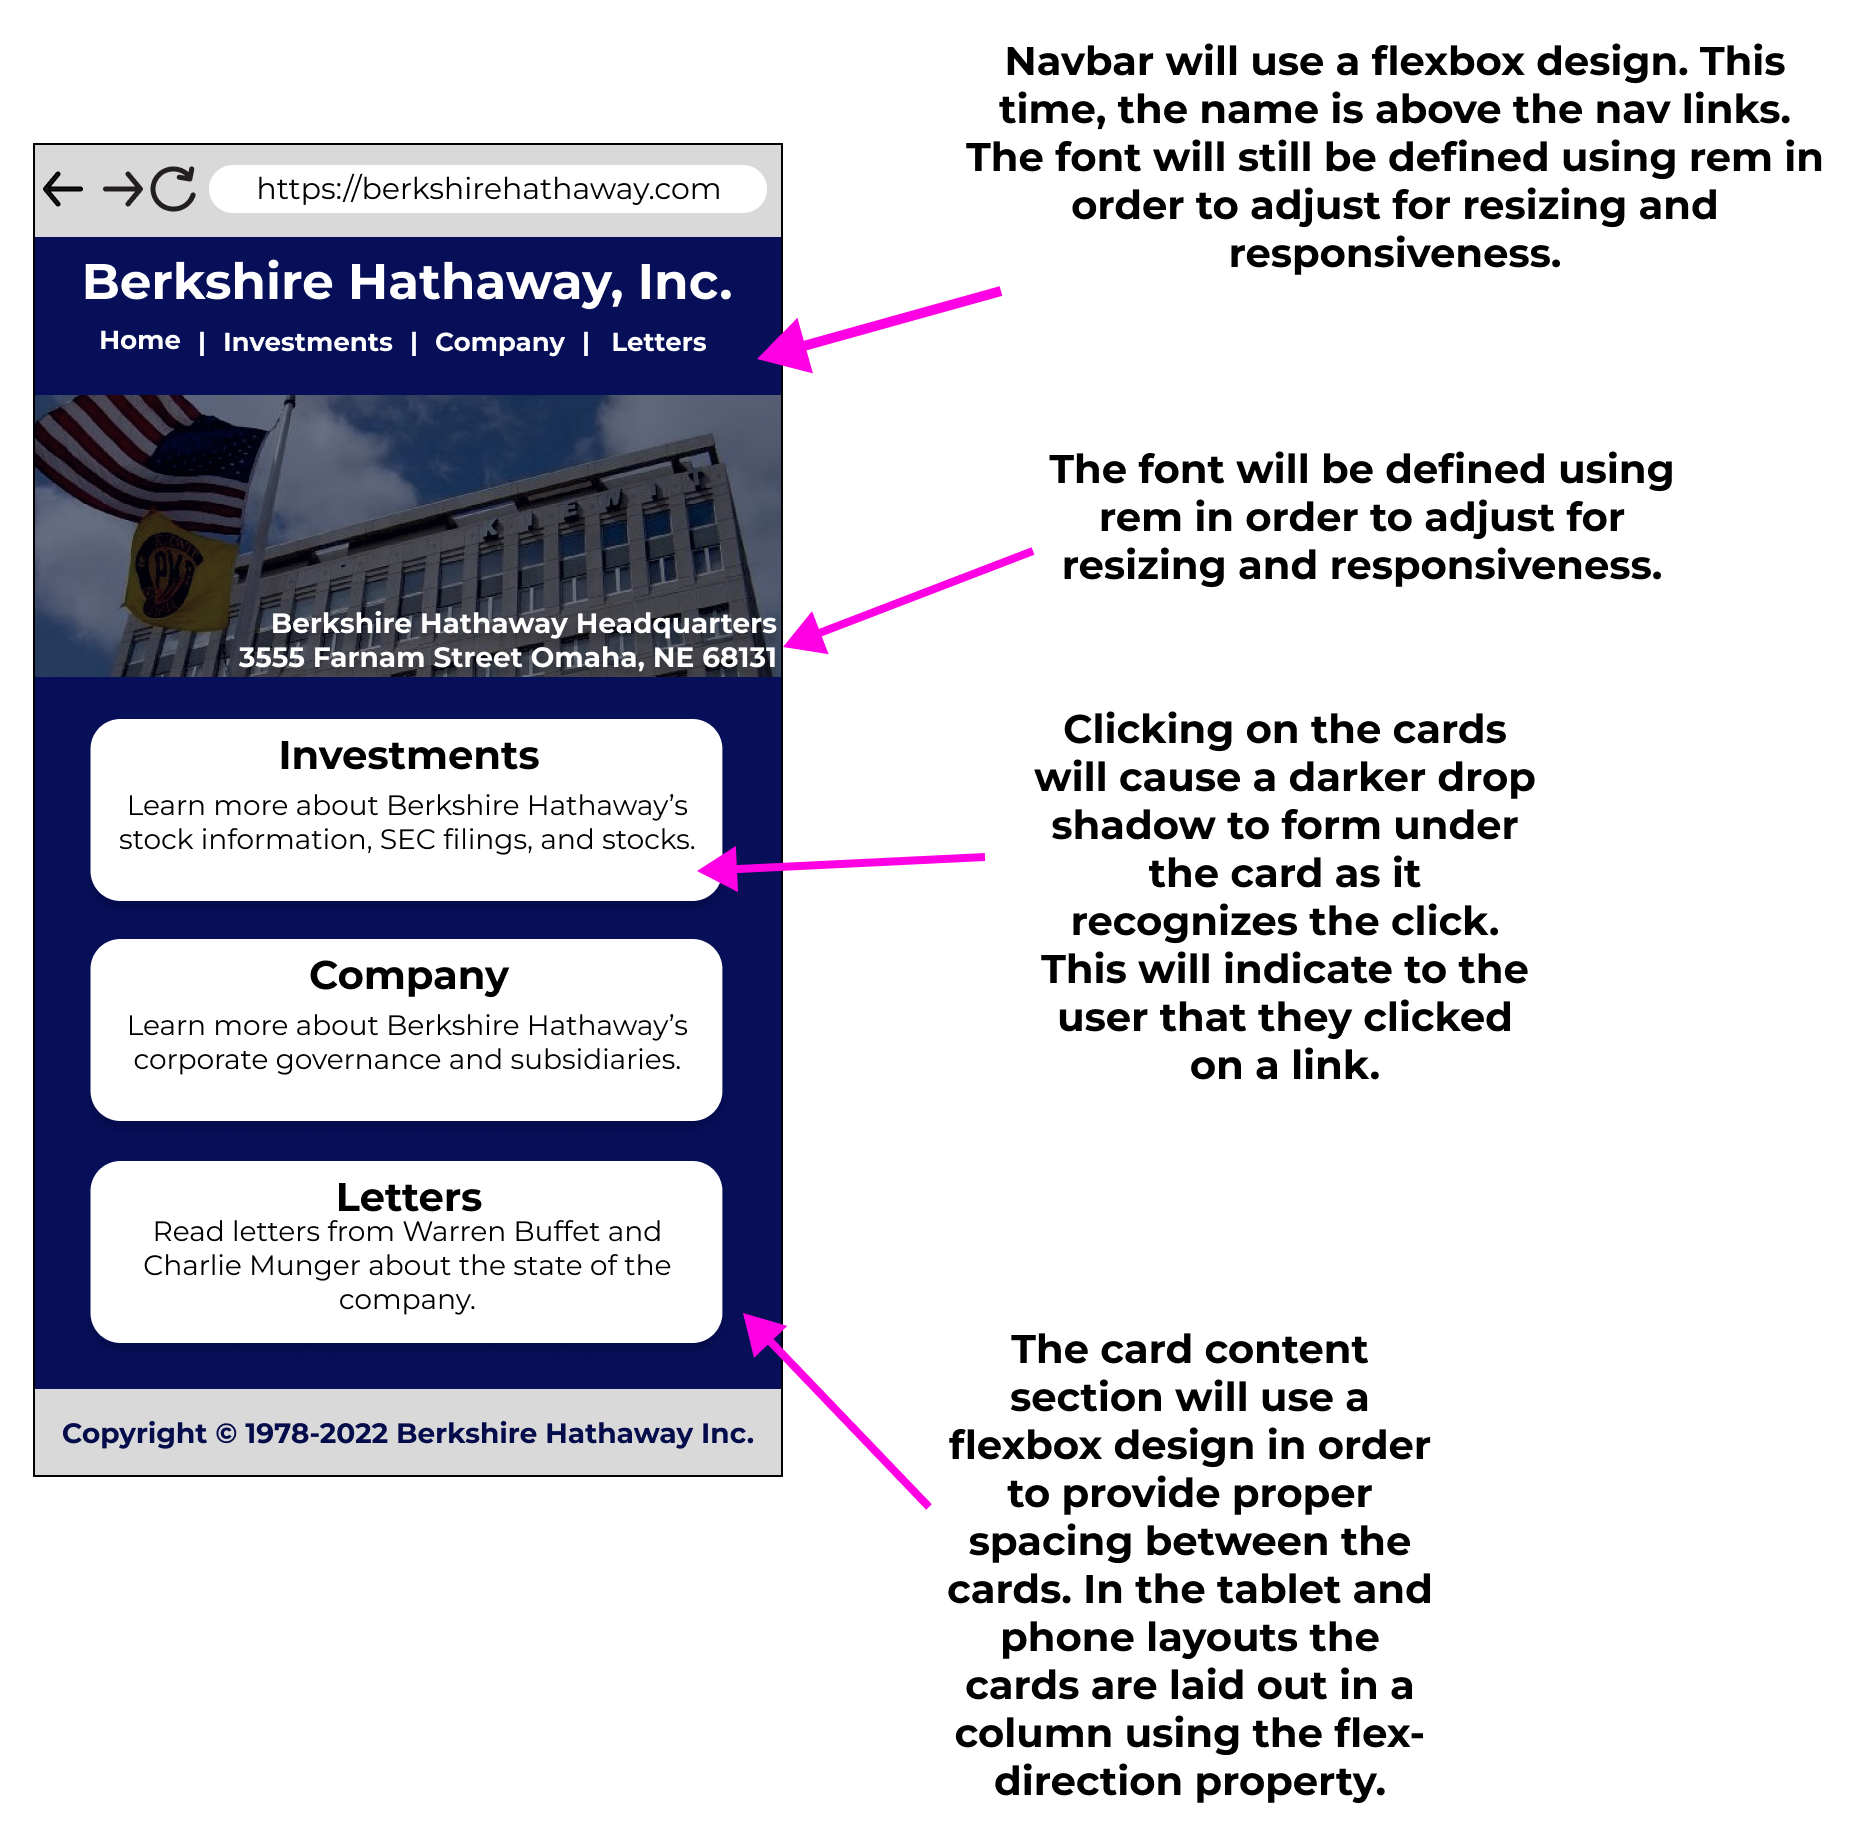 https://berkshirehathaway.com
Berkshire Hathaway, Inc.
Home | Investments | Company | Letters
KIEWIT
Berkshire Hathaway Headquarters
3555 Farnam Street Omaha, NE 68131
Investments
Learn more about Berkshire Hathaway’s
stock information, SEC filings, and stocks.
Company
Learn more about Berkshire Hathaway’s
corporate governance and subsidiaries.
Letters
Read letters from Warren Buffet and
Charlie Munger about the state of the
company.
Copyright © 1978-2022 Berkshire Hathaway Inc.
Navbar will use a flexbox design. This
time, the name is above the nav links.
The font will still be defined using rem in
order to adjust for resizing and
responsiveness.
The font will be defined using
rem in order to adjust for
resizing and responsiveness.
Clicking on the cards
will cause a darker drop
shadow to form under
the card as it
recognizes the click.
This will indicate to the
user that they clicked
on a link.
The card content
section will use a
flexbox design in order
to provide proper
spacing between the
cards. In the tablet and
phone layouts the
cards are laid out in a
column using the flex-
direction property.